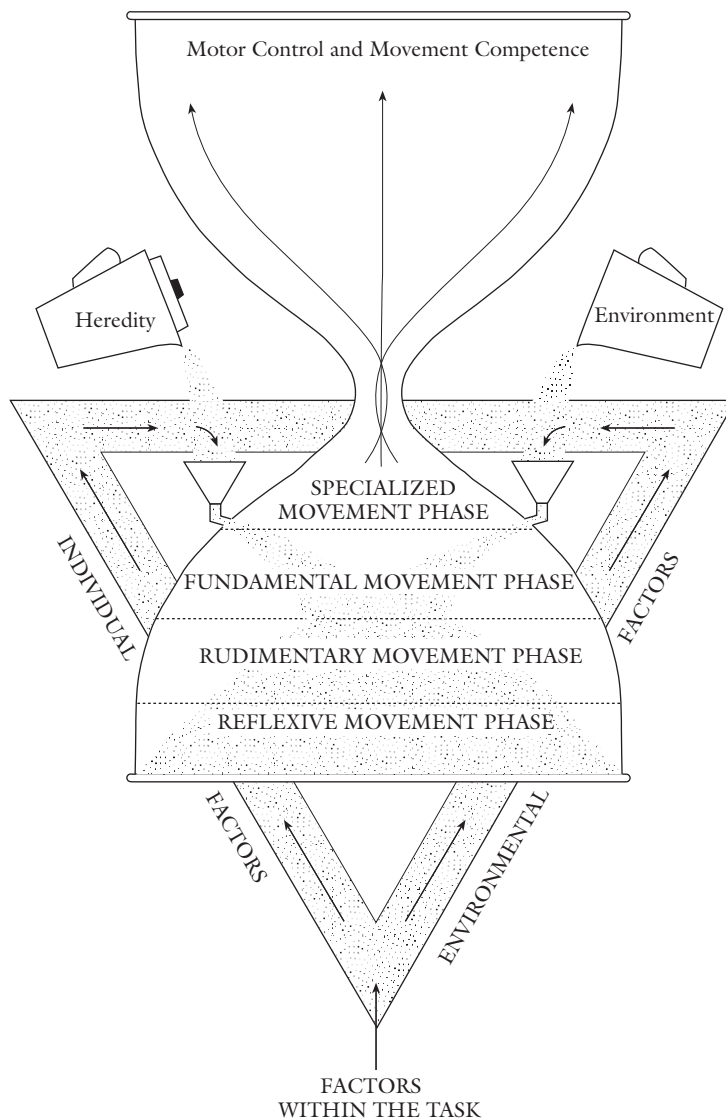 Motor Control and Movement Competence
Heredity
Environment
SPECIALIZED
MOVEMENT PHASE
INDIVIDUAL
FACTORS
FUNDAMENTAL MOVEMENT PHASE
RUDIMENTARY MOVEMENT PHASE
REFLEXIVE MOVEMENT PHASE
FACTORS
ENVIRONMENTAL
FACTORS
WITHIN THE TASK